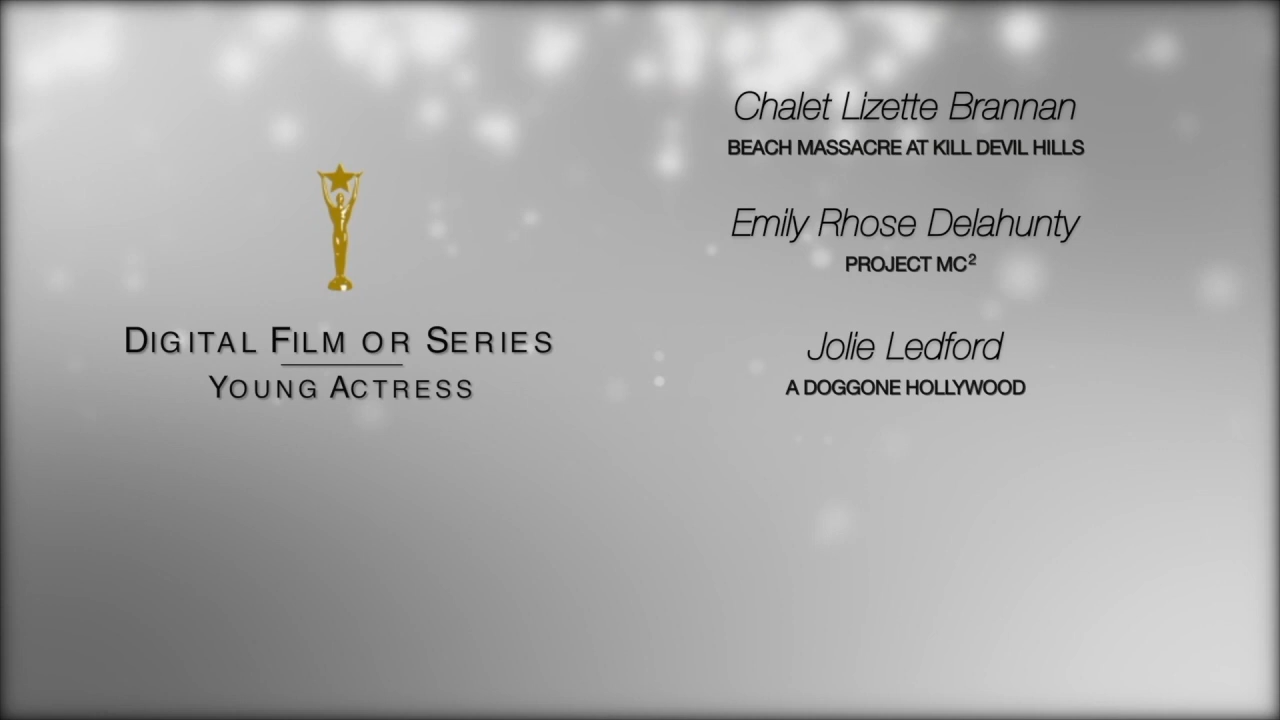 DIGITAL FILM OR SERIES
YOUNG ACTRESS
Chalet Lizette Brannan
BEACH MASSACRE AT KILL DEVIL HILLS
Emily Rhose Delahunty
PROJECT MC²
Jolie Ledford
A DOGGONE HOLLYWOOD